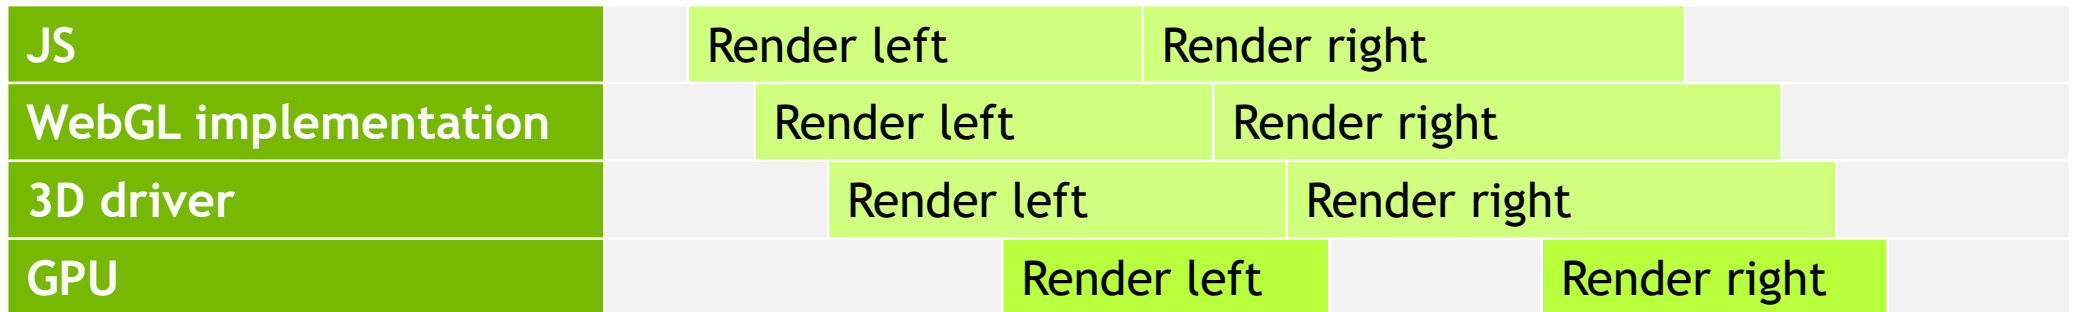 JS Render left Render right
WebGL implementation Render left Render right
3D driver Render left Render right
GPU Render left Render right